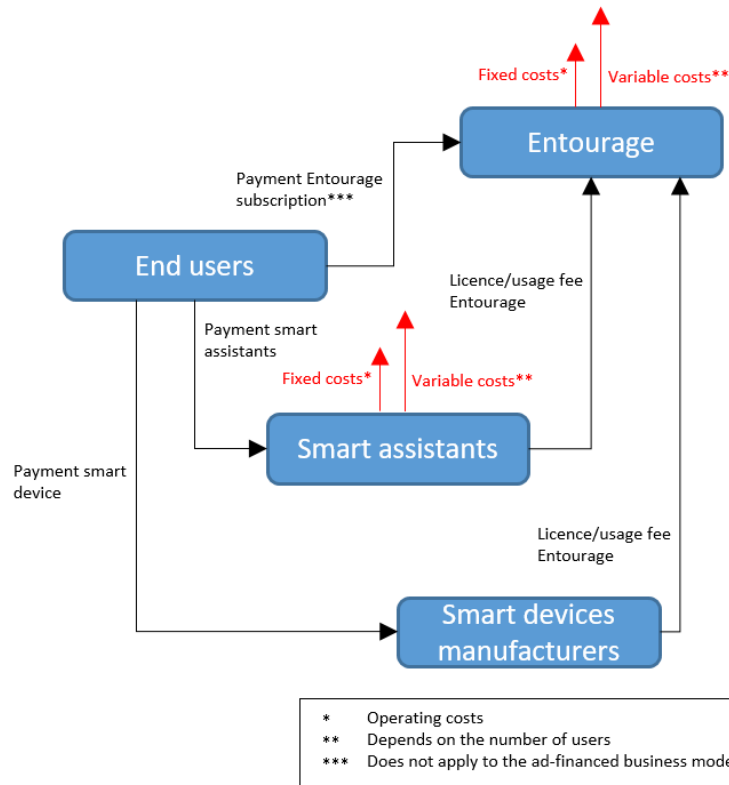 Fixed costs*
Variable costs**
Entourage
Payment Entourage
subscription***
End users
Licence/usage fee
Entourage
Payment smart
assistants
Fixed costs*
Variable costs**
Smart assistants
Payment smart
device
Licence/usage fee
Entourage
Smart devices
manufacturers
* Operating costs
** Depends on the number of users
*** Does not apply to the ad-financed business mode